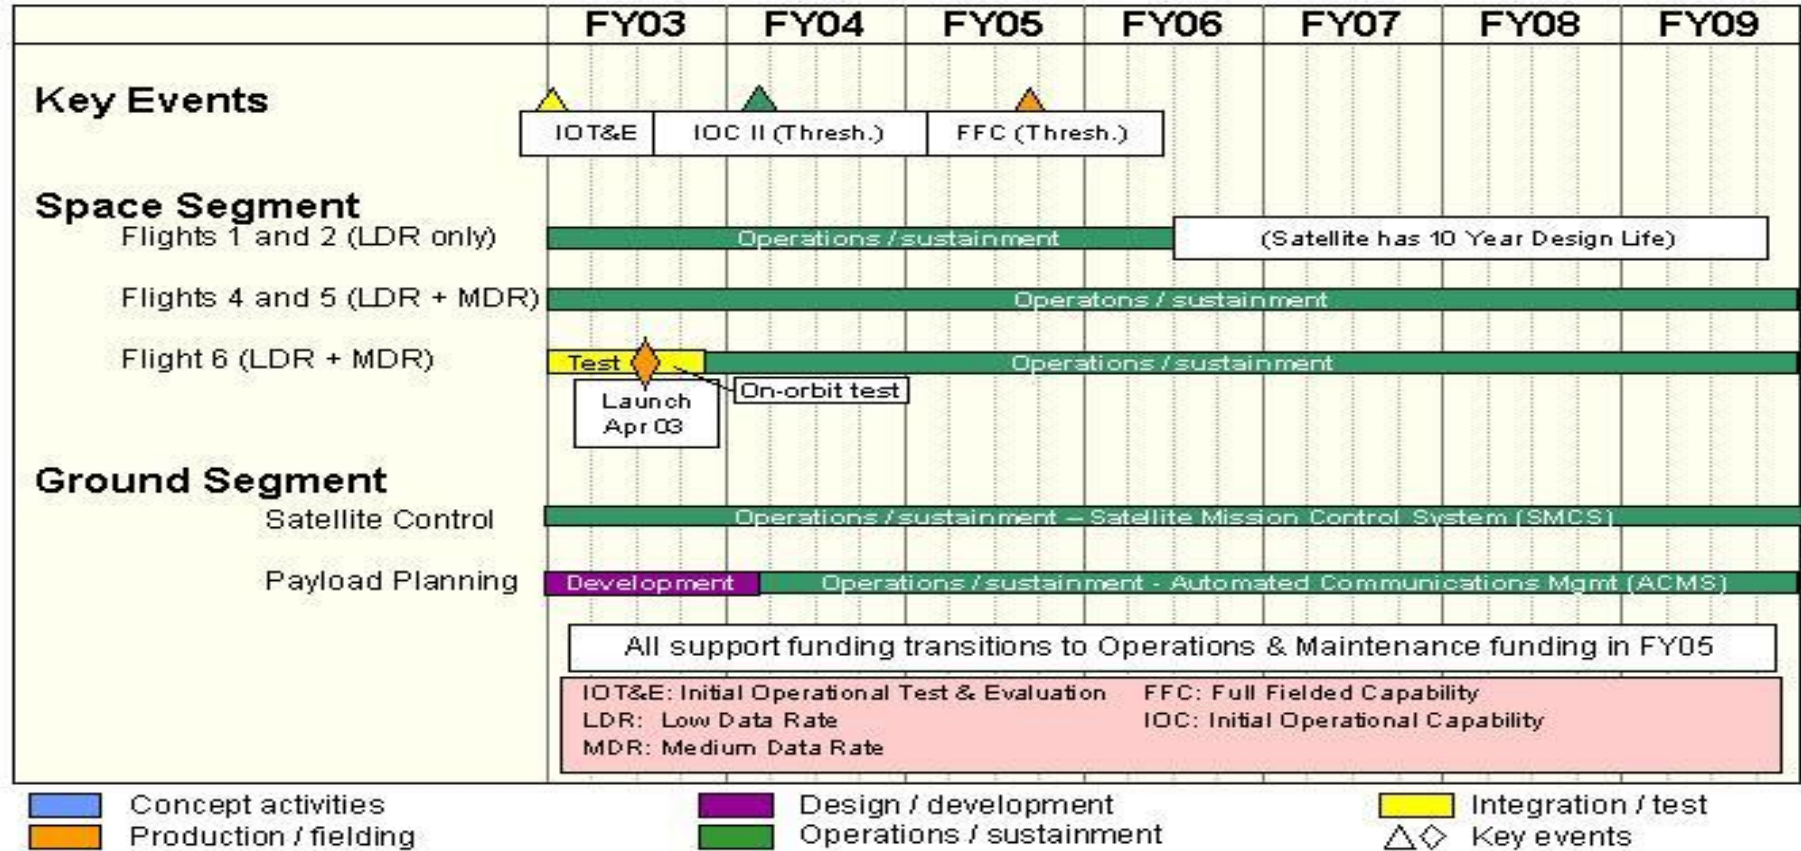 FY03 FY04 FY05 FY06 FY07 FY08 FY09
Key Events
IOT&E IOC II (Thresh.) FFC (Thresh.)
Space Segment
Flights 1 and 2 (LDR only) Operations / sustainment (Satellite has 10 Year Design Life)
Flights 4 and 5 (LDR + MDR) Operatons / sustainment
Flight 6 (LDR + MDR) Test Operations / sustainment
On-orbit test
Launch
Apr 03
Ground Segment
Satellite Control Operations / sustainment – Satellite Mission Control System (SMCS)
Payload Planning Development Operations / sustainment - Automated Communications Mgmt (ACMS)
All support funding transitions to Operations & Maintenance funding in FY05
IOT&E: Initial Operational Test & Evaluation FFC: Full Fielded Capability
LDR: Low Data Rate IOC: Initial Operational Capability
MDR: Medium Data Rate
Concept activities Design / development Integration / test
Production / fielding Operations / sustainment Key events